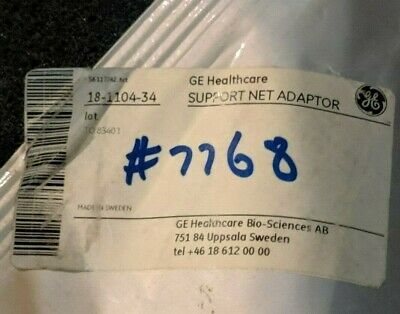 GE Healthcare
18-1104-34
SUPPORT NET ADAPTOR
lot
#7768
MADE IN SWEDEN
GE Healthcare Bio-Sciences AB
751 84 Uppsala Sweden
tel +46 18 612 00 00